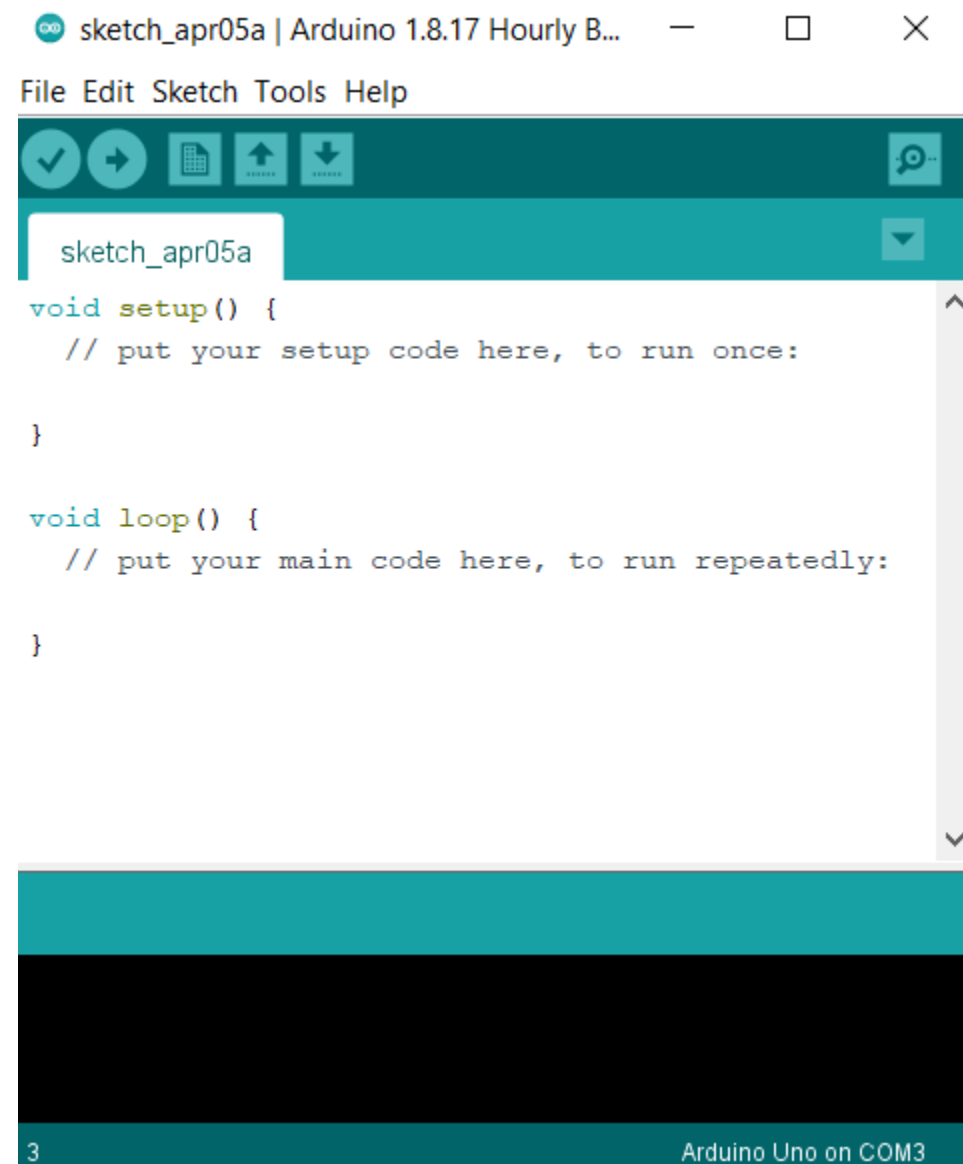 sketch_apr05a | Arduino 1.8.17 Hourly B...
File Edit Sketch Tools Help
sketch_apr05a
void setup() {
  // put your setup code here, to run once:
}
void loop() {
  // put your main code here, to run repeatedly:
}
3 Arduino Uno on COM3